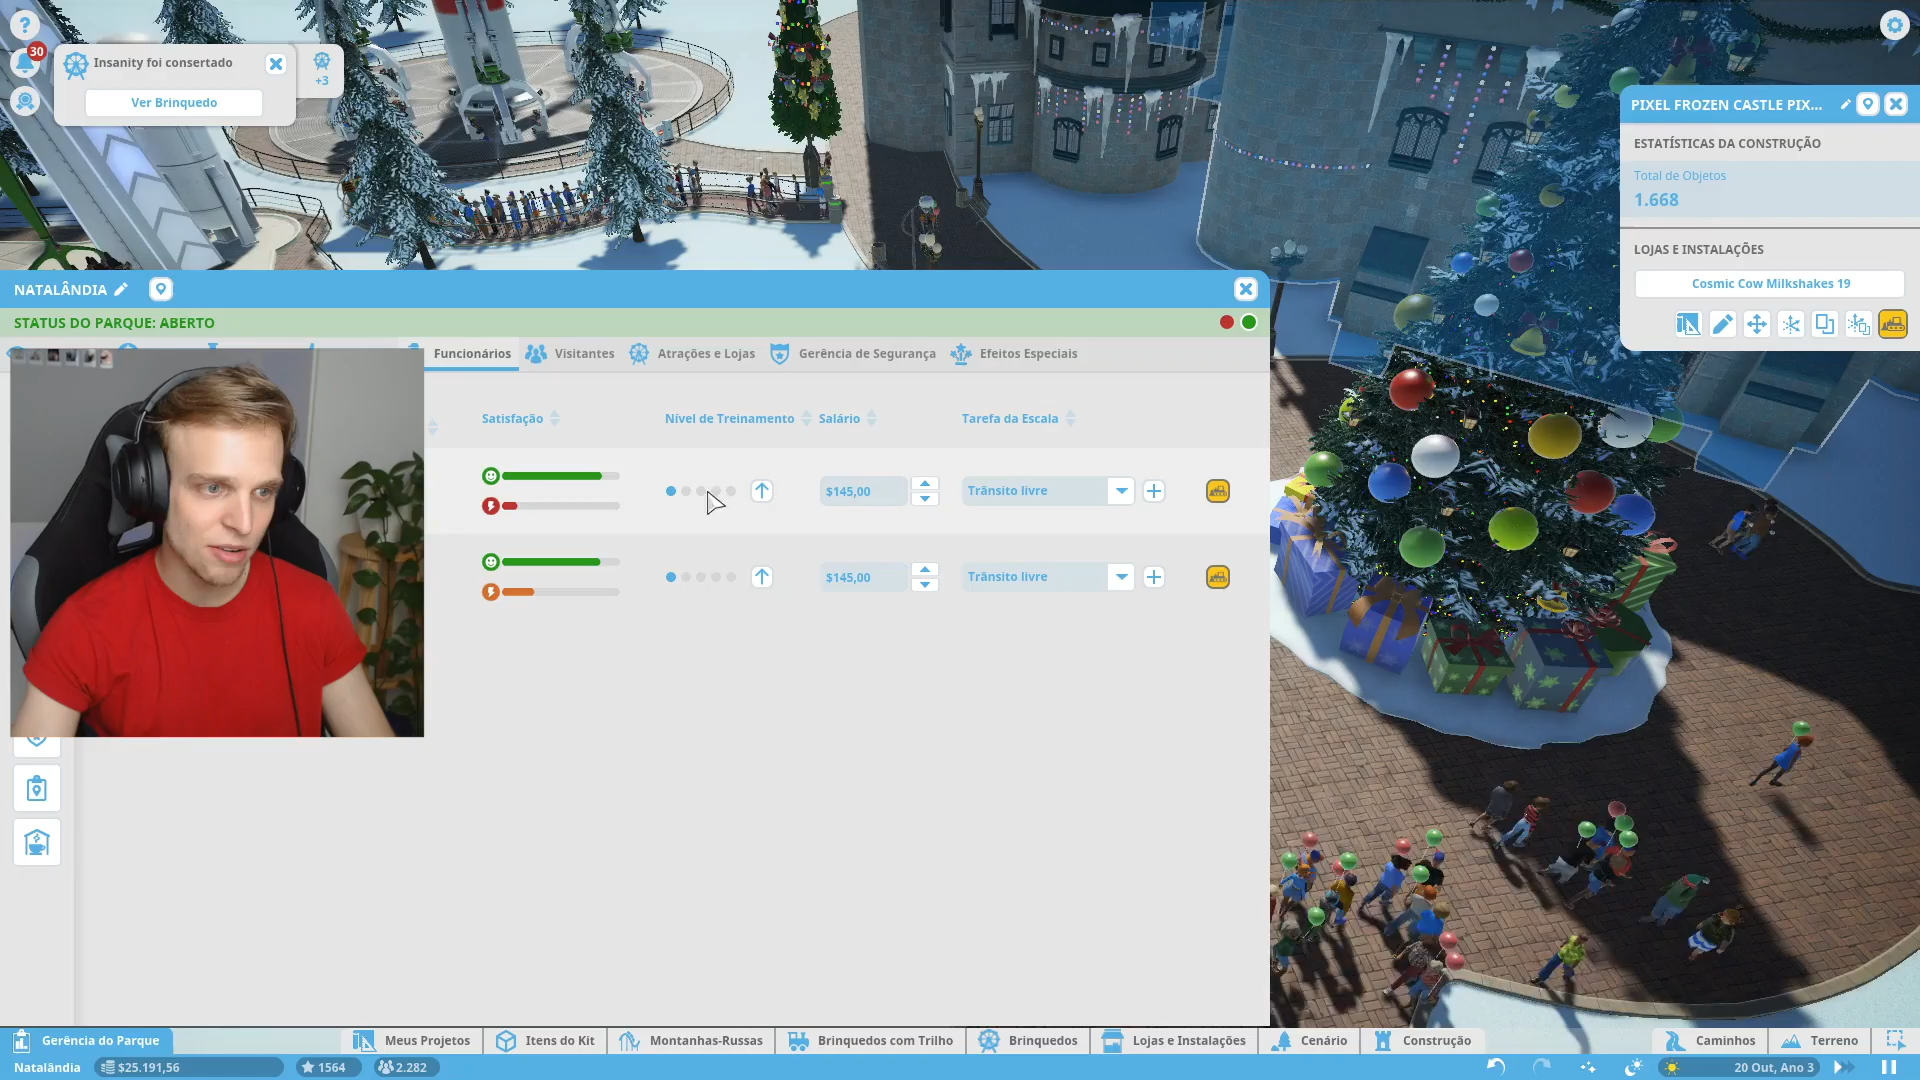 30
Insanity foi consertado
+3
Ver Brinquedo
PIXEL FROZEN CASTLE PIX...
ESTATÍSTICAS DA CONSTRUÇÃO
Total de Objetos
1.668
LOJAS E INSTALAÇÕES
Cosmic Cow Milkshakes 19
NATALÂNDIA
STATUS DO PARQUE: ABERTO
Funcionários
Visitantes
Atrações e Lojas
Gerência de Segurança
Efeitos Especiais
Satisfação
Nível de Treinamento
Salário
Tarefa da Escala
$145,00
Trânsito livre
$145,00
Trânsito livre
Gerência do Parque
Meus Projetos
Itens do Kit
Montanhas-Russas
Brinquedos com Trilho
Brinquedos
Lojas e Instalações
Cenário
Construção
Caminhos
Terreno
Natalândia
$25.191,56
1564
2.282
20 Out, Ano 3